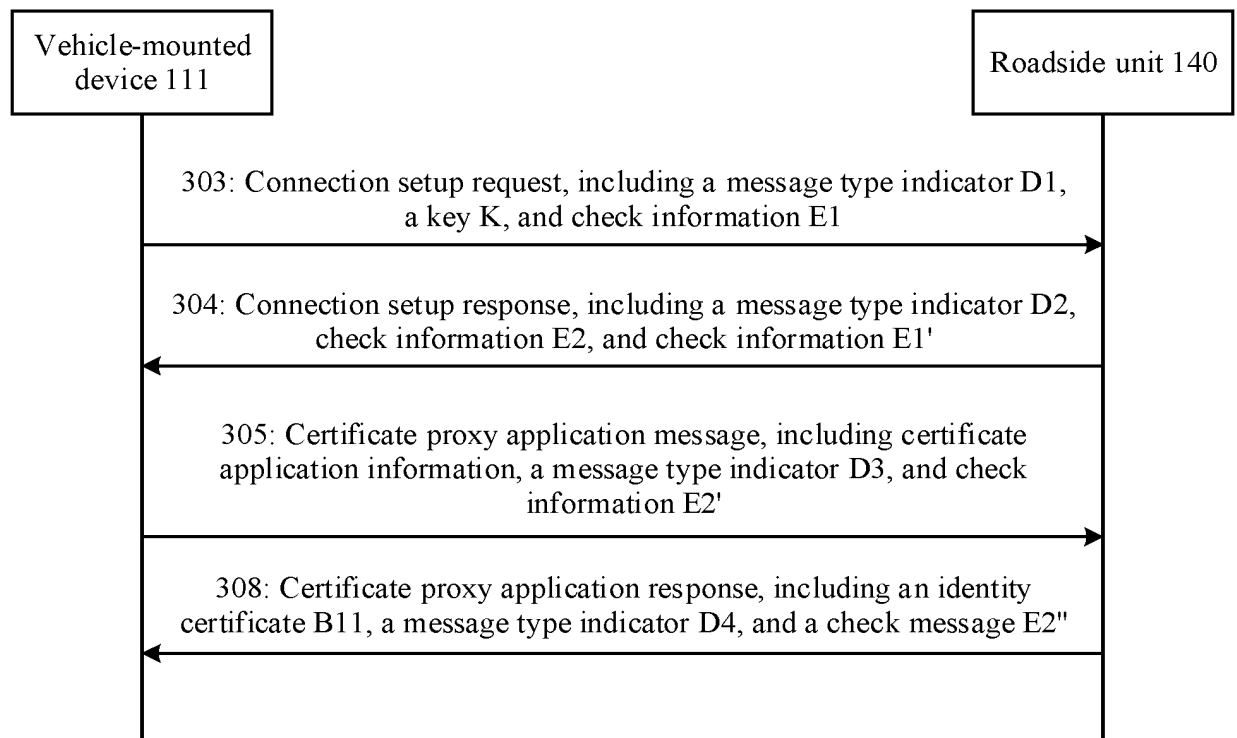 Vehicle-mounted
device 111
Roadside unit 140
303: Connection setup request, including a message type indicator D1,
a key K, and check information E1
304: Connection setup response, including a message type indicator D2,
check information E2, and check information E1'
305: Certificate proxy application message, including certificate
application information, a message type indicator D3, and check
information E2'
308: Certificate proxy application response, including an identity
certificate B11, a message type indicator D4, and a check message E2"